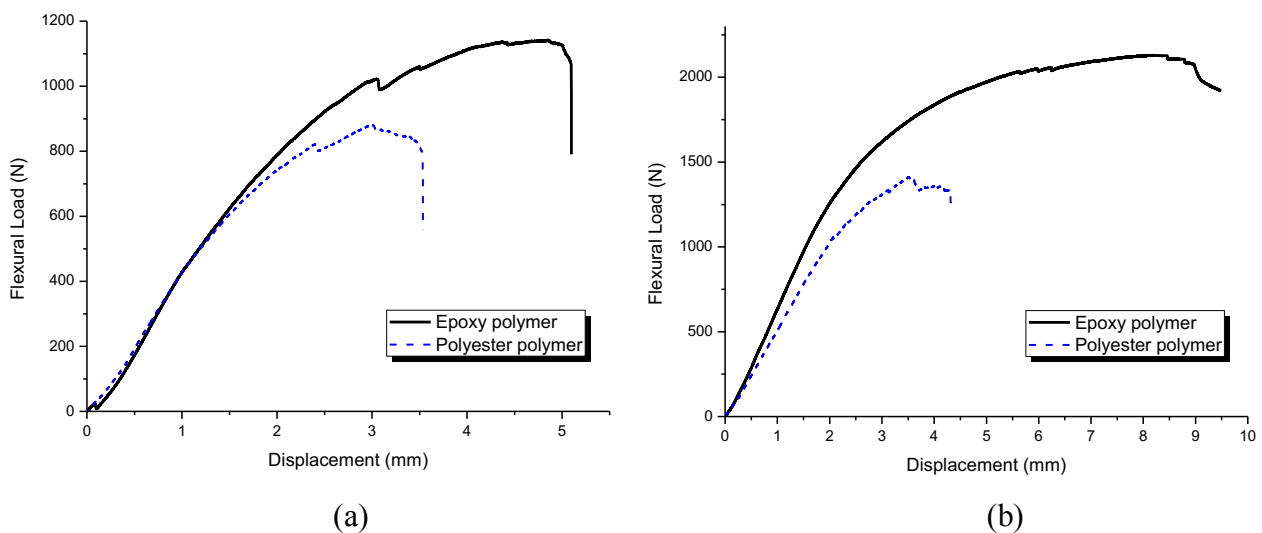 1200
1000
800
600
400
200
0
Flexural Load (N)
Epoxy polymer
Polyester polymer
0 1 2 3 4 5
Displacement (mm)
(a)
2000
1500
1000
500
0
Flexural Load (N)
Epoxy polymer
Polyester polymer
0 1 2 3 4 5 6 7 8 9 10
Displacement (mm)
(b)